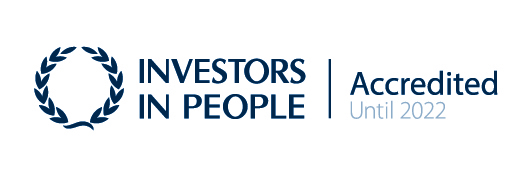 INVESTORS
IN PEOPLE
Accredited
Until 2022